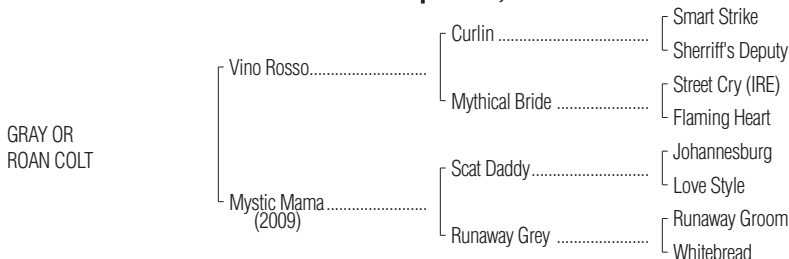 GRAY OR
ROAN COLT
Vino Rosso
Mystic Mama
(2009)
Curlin
Mythical Bride
Scat Daddy
Runaway Grey
Smart Strike
Sherriff's Deputy
Street Cry (IRE)
Flaming Heart
Johannesburg
Love Style
Runaway Groom
Whitebread